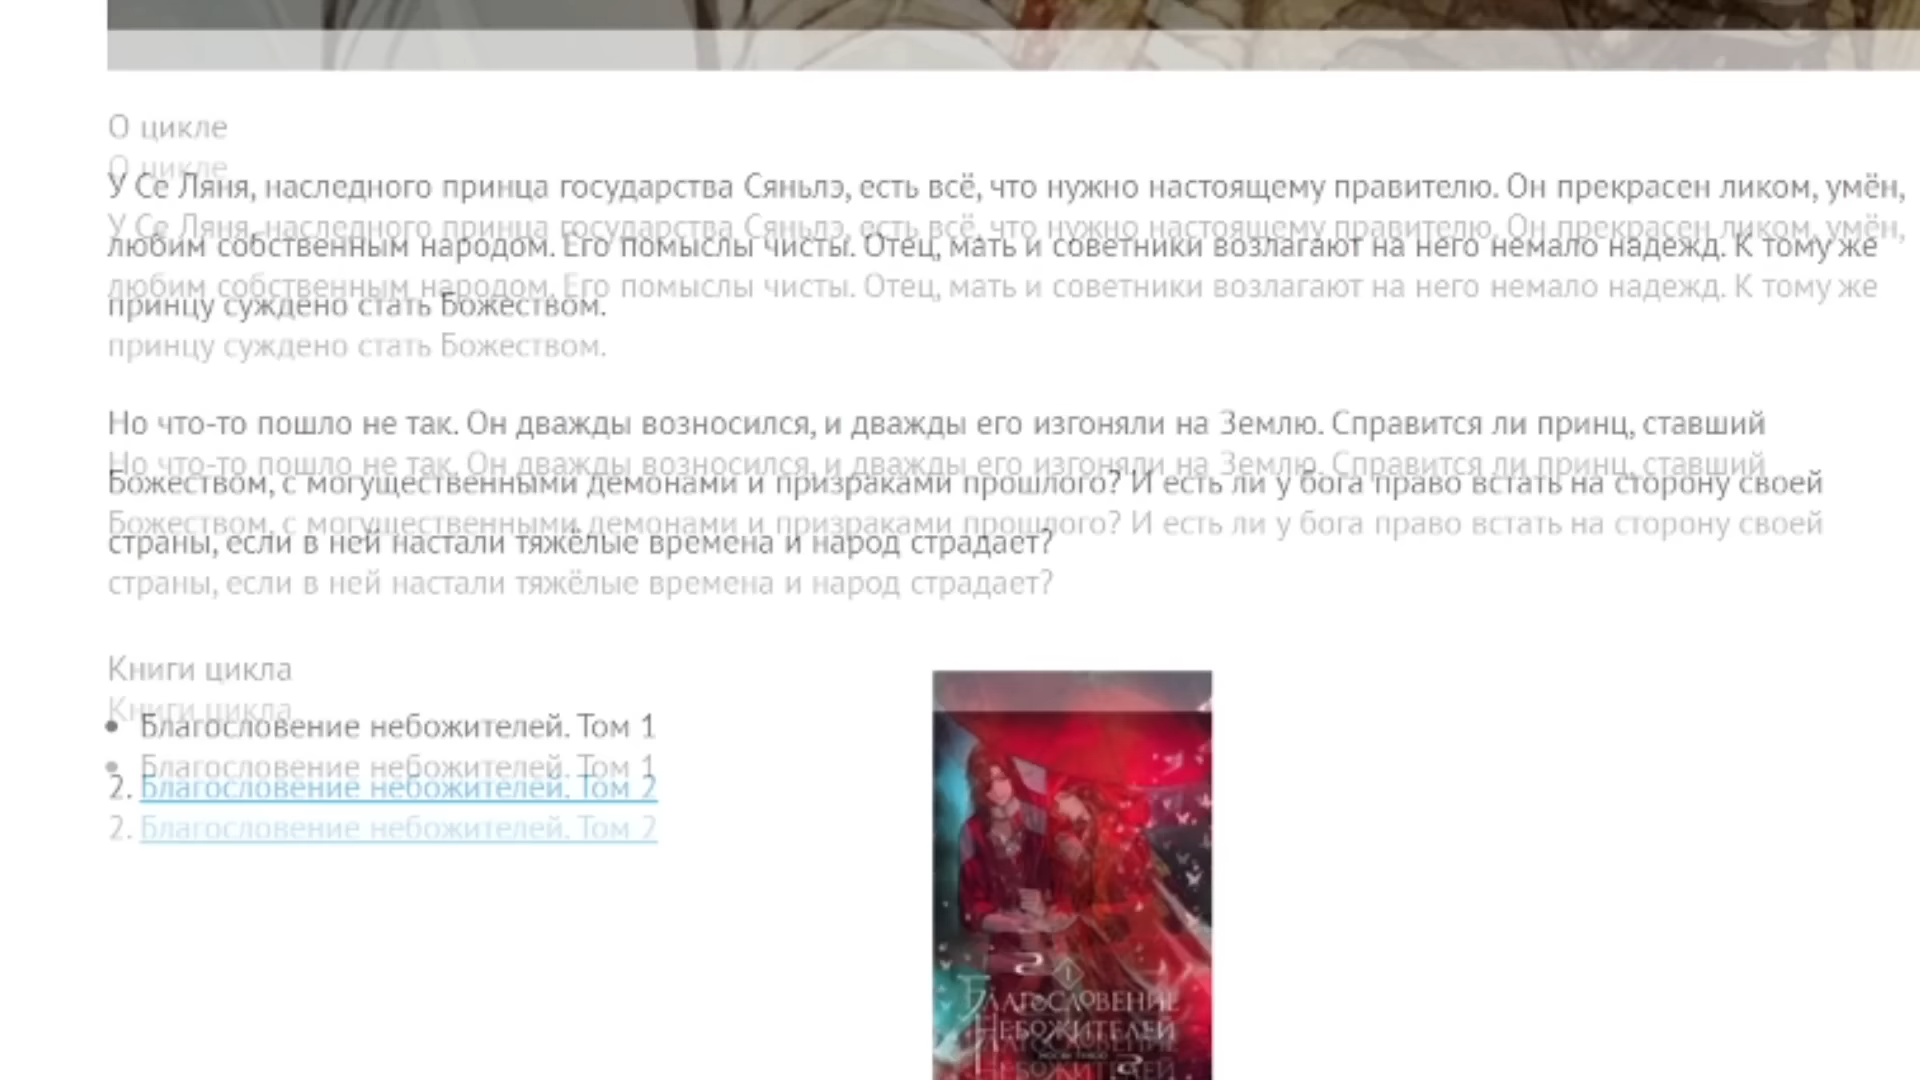 О цикле
У Се Ляня, наследного принца государства Сяньлэ, есть всё, что нужно настоящему правителю. Он прекрасен ликом, умён,
любим собственным народом. Его помыслы чисты. Отец, мать и советники возлагают на него немало надежд. К тому же
принцу суждено стать Божеством.
Но что-то пошло не так. Он дважды возносился, и дважды его изгоняли на Землю. Справится ли принц, ставший
Божеством, с могущественными демонами и призраками прошлого? И есть ли у бога право встать на сторону своей
страны, если в ней настали тяжёлые времена и народ страдает?
Книги цикла
• Благословение небожителей. Том 1
2. Благословение небожителей. Том 2
1
Благословение
Небожителей